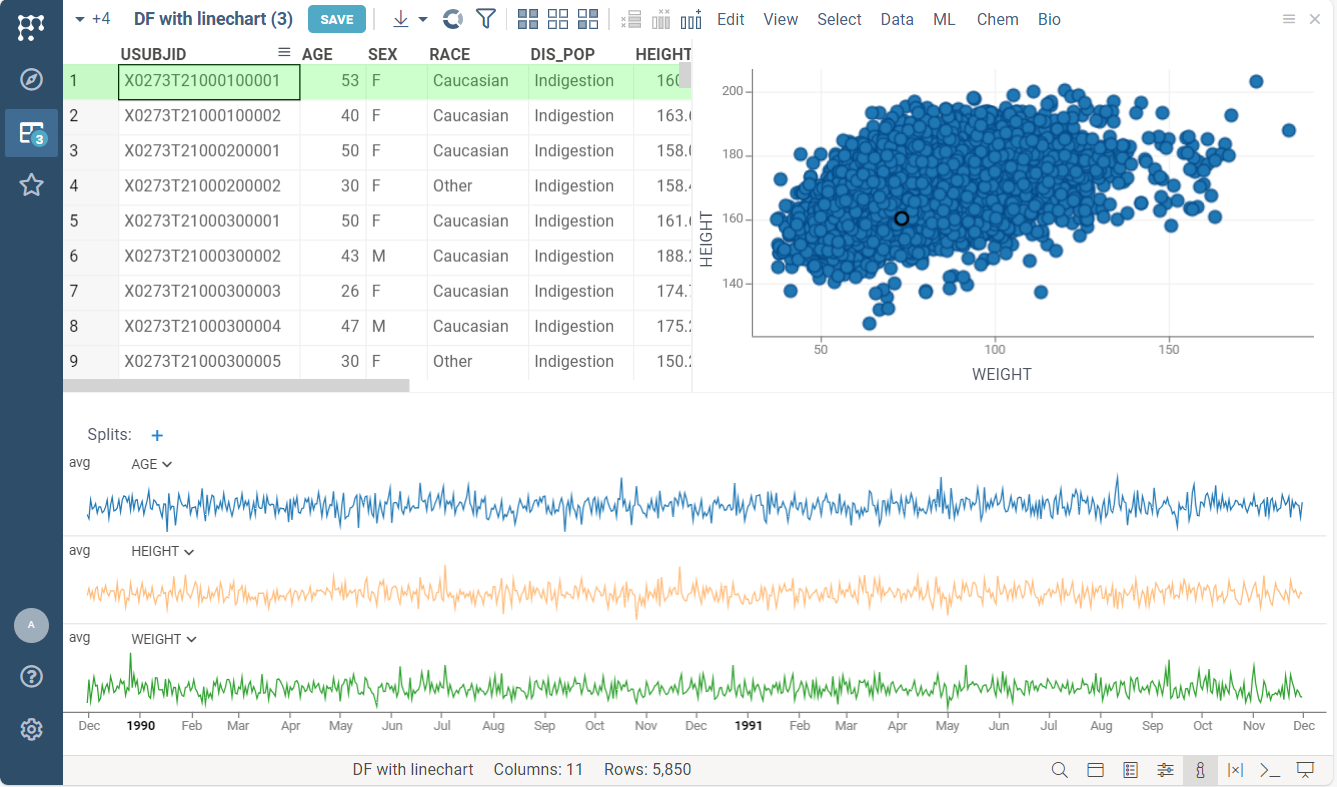 +4 DF with linechart (3) SAVE Edit View Select Data ML Chem Bio
USUBJID AGE SEX RACE DIS_POP HEIGHT
1 X0273T21000100001 53 F Caucasian Indigestion 160
2 X0273T21000100002 40 F Caucasian Indigestion 163.6
3 X0273T21000200001 50 F Caucasian Indigestion 158.0
4 X0273T21000200002 30 F Other Indigestion 158.4
5 X0273T21000300001 50 F Caucasian Indigestion 161.6
6 X0273T21000300002 43 M Caucasian Indigestion 188.2
7 X0273T21000300003 26 F Caucasian Indigestion 174.7
8 X0273T21000300004 47 M Caucasian Indigestion 175.2
9 X0273T21000300005 30 F Other Indigestion 150.2
3
A
200
180
160
140
HEIGHT
50 100 150
WEIGHT
Splits: +
avg AGE
avg HEIGHT
avg WEIGHT
Dec 1990 Feb Mar Apr May Jun Jul Aug Sep Oct Nov Dec 1991 Feb Mar Apr May Jun Jul Aug Sep Oct Nov Dec
DF with linechart Columns: 11 Rows: 5,850